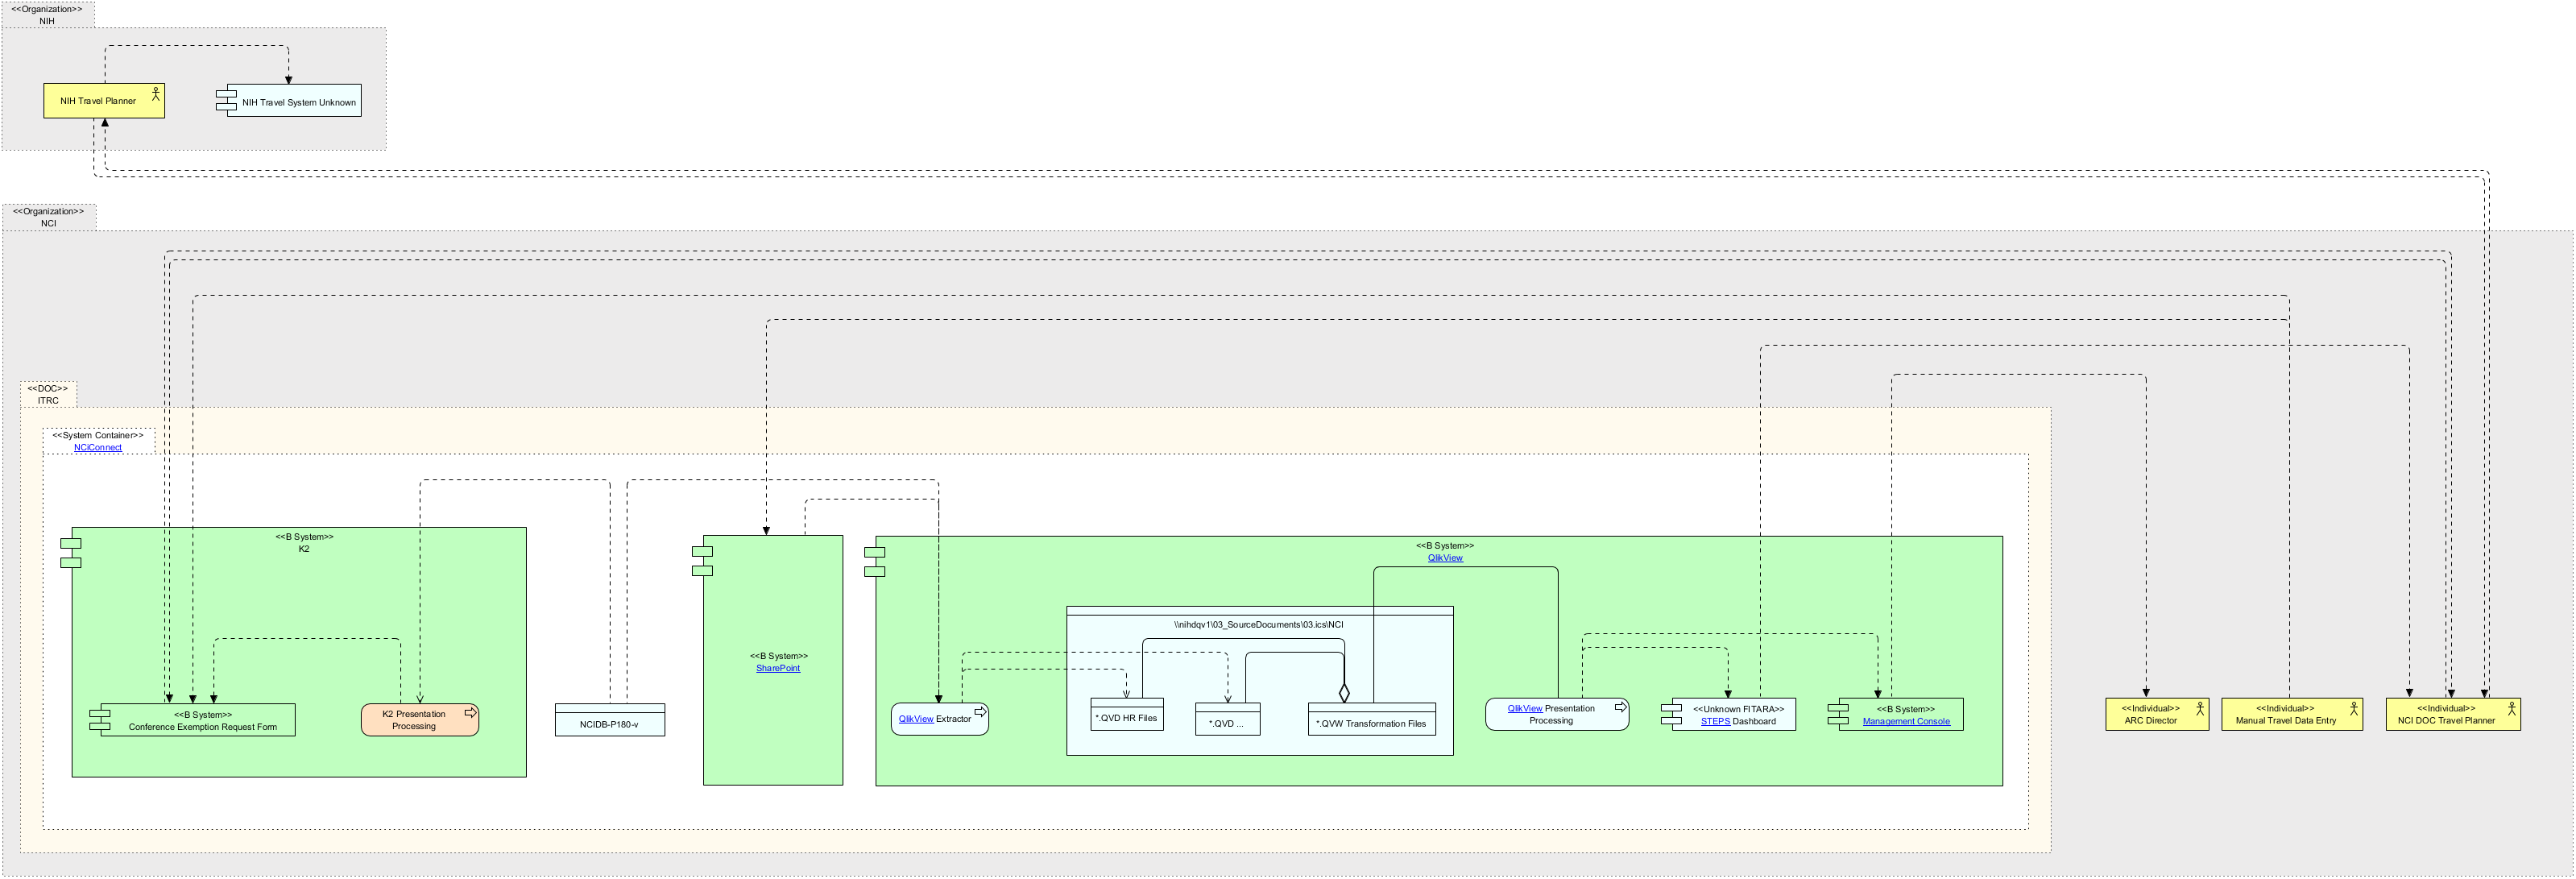 <<Organization>>
NIH
NIH Travel Planner
NIH Travel System Unknown
<<Organization>>
NCI
<<DOC>>
ITRC
<<System Container>>
NCiConnect
<<B System>>
K2
<<B System>>
Conference Exemption Request Form
K2 Presentation
Processing
NCIDB-P180-v
<<B System>>
SharePoint
<<B System>>
QlikView
QlikView Extractor
\\nihdqv1\03_SourceDocuments\03.ics\NCI
*.QVD HR Files
*.QVD ...
*.QVW Transformation Files
QlikView Presentation
Processing
<<Unknown FITARA>>
STEPS Dashboard
<<B System>>
Management Console
<<Individual>>
ARC Director
<<Individual>>
Manual Travel Data Entry
<<Individual>>
NCI DOC Travel Planner